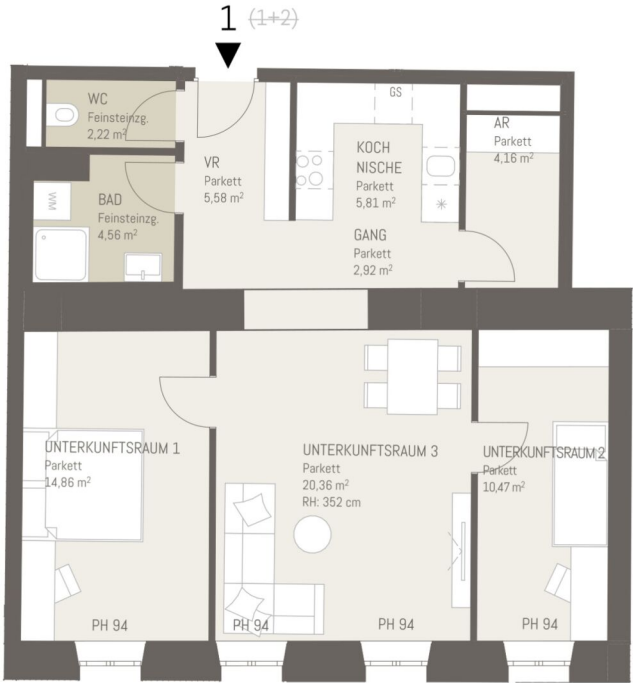 1 (1+2)
WC
Feinsteinzg.
2,22 m²
GS
AR
Parkett
4,16 m²
KOCH
NISCHE
Parkett
5,81 m²
VR
Parkett
5,58 m²
WM
BAD
Feinsteinzg.
4,56 m²
GANG
Parkett
2,92 m²
UNTERKUNFTSRAUM 1
Parkett
14,86 m²
UNTERKUNFTSRAUM 3
Parkett
20,36 m²
RH: 352 cm
UNTERKUNFTSRAUM 2
Parkett
10,47 m²
PH 94
PH 94
PH 94
PH 94